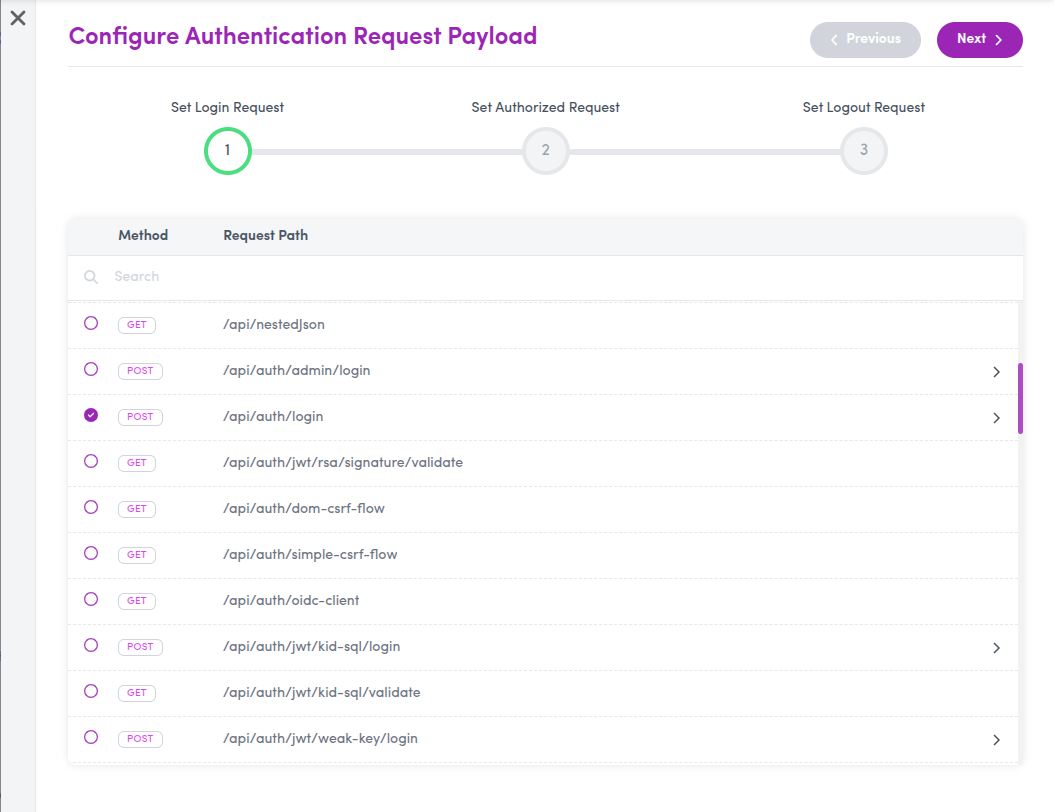 Configure Authentication Request Payload
Previous
Next
Set Login Request
Set Authorized Request
Set Logout Request
1
2
3
Method Request Path
Search
GET /api/nestedJson
POST /api/auth/admin/login
POST /api/auth/login
GET /api/auth/jwt/rsa/signature/validate
GET /api/auth/dom-csrf-flow
GET /api/auth/simple-csrf-flow
GET /api/auth/oidc-client
POST /api/auth/jwt/kid-sql/login
GET /api/auth/jwt/kid-sql/validate
POST /api/auth/jwt/weak-key/login